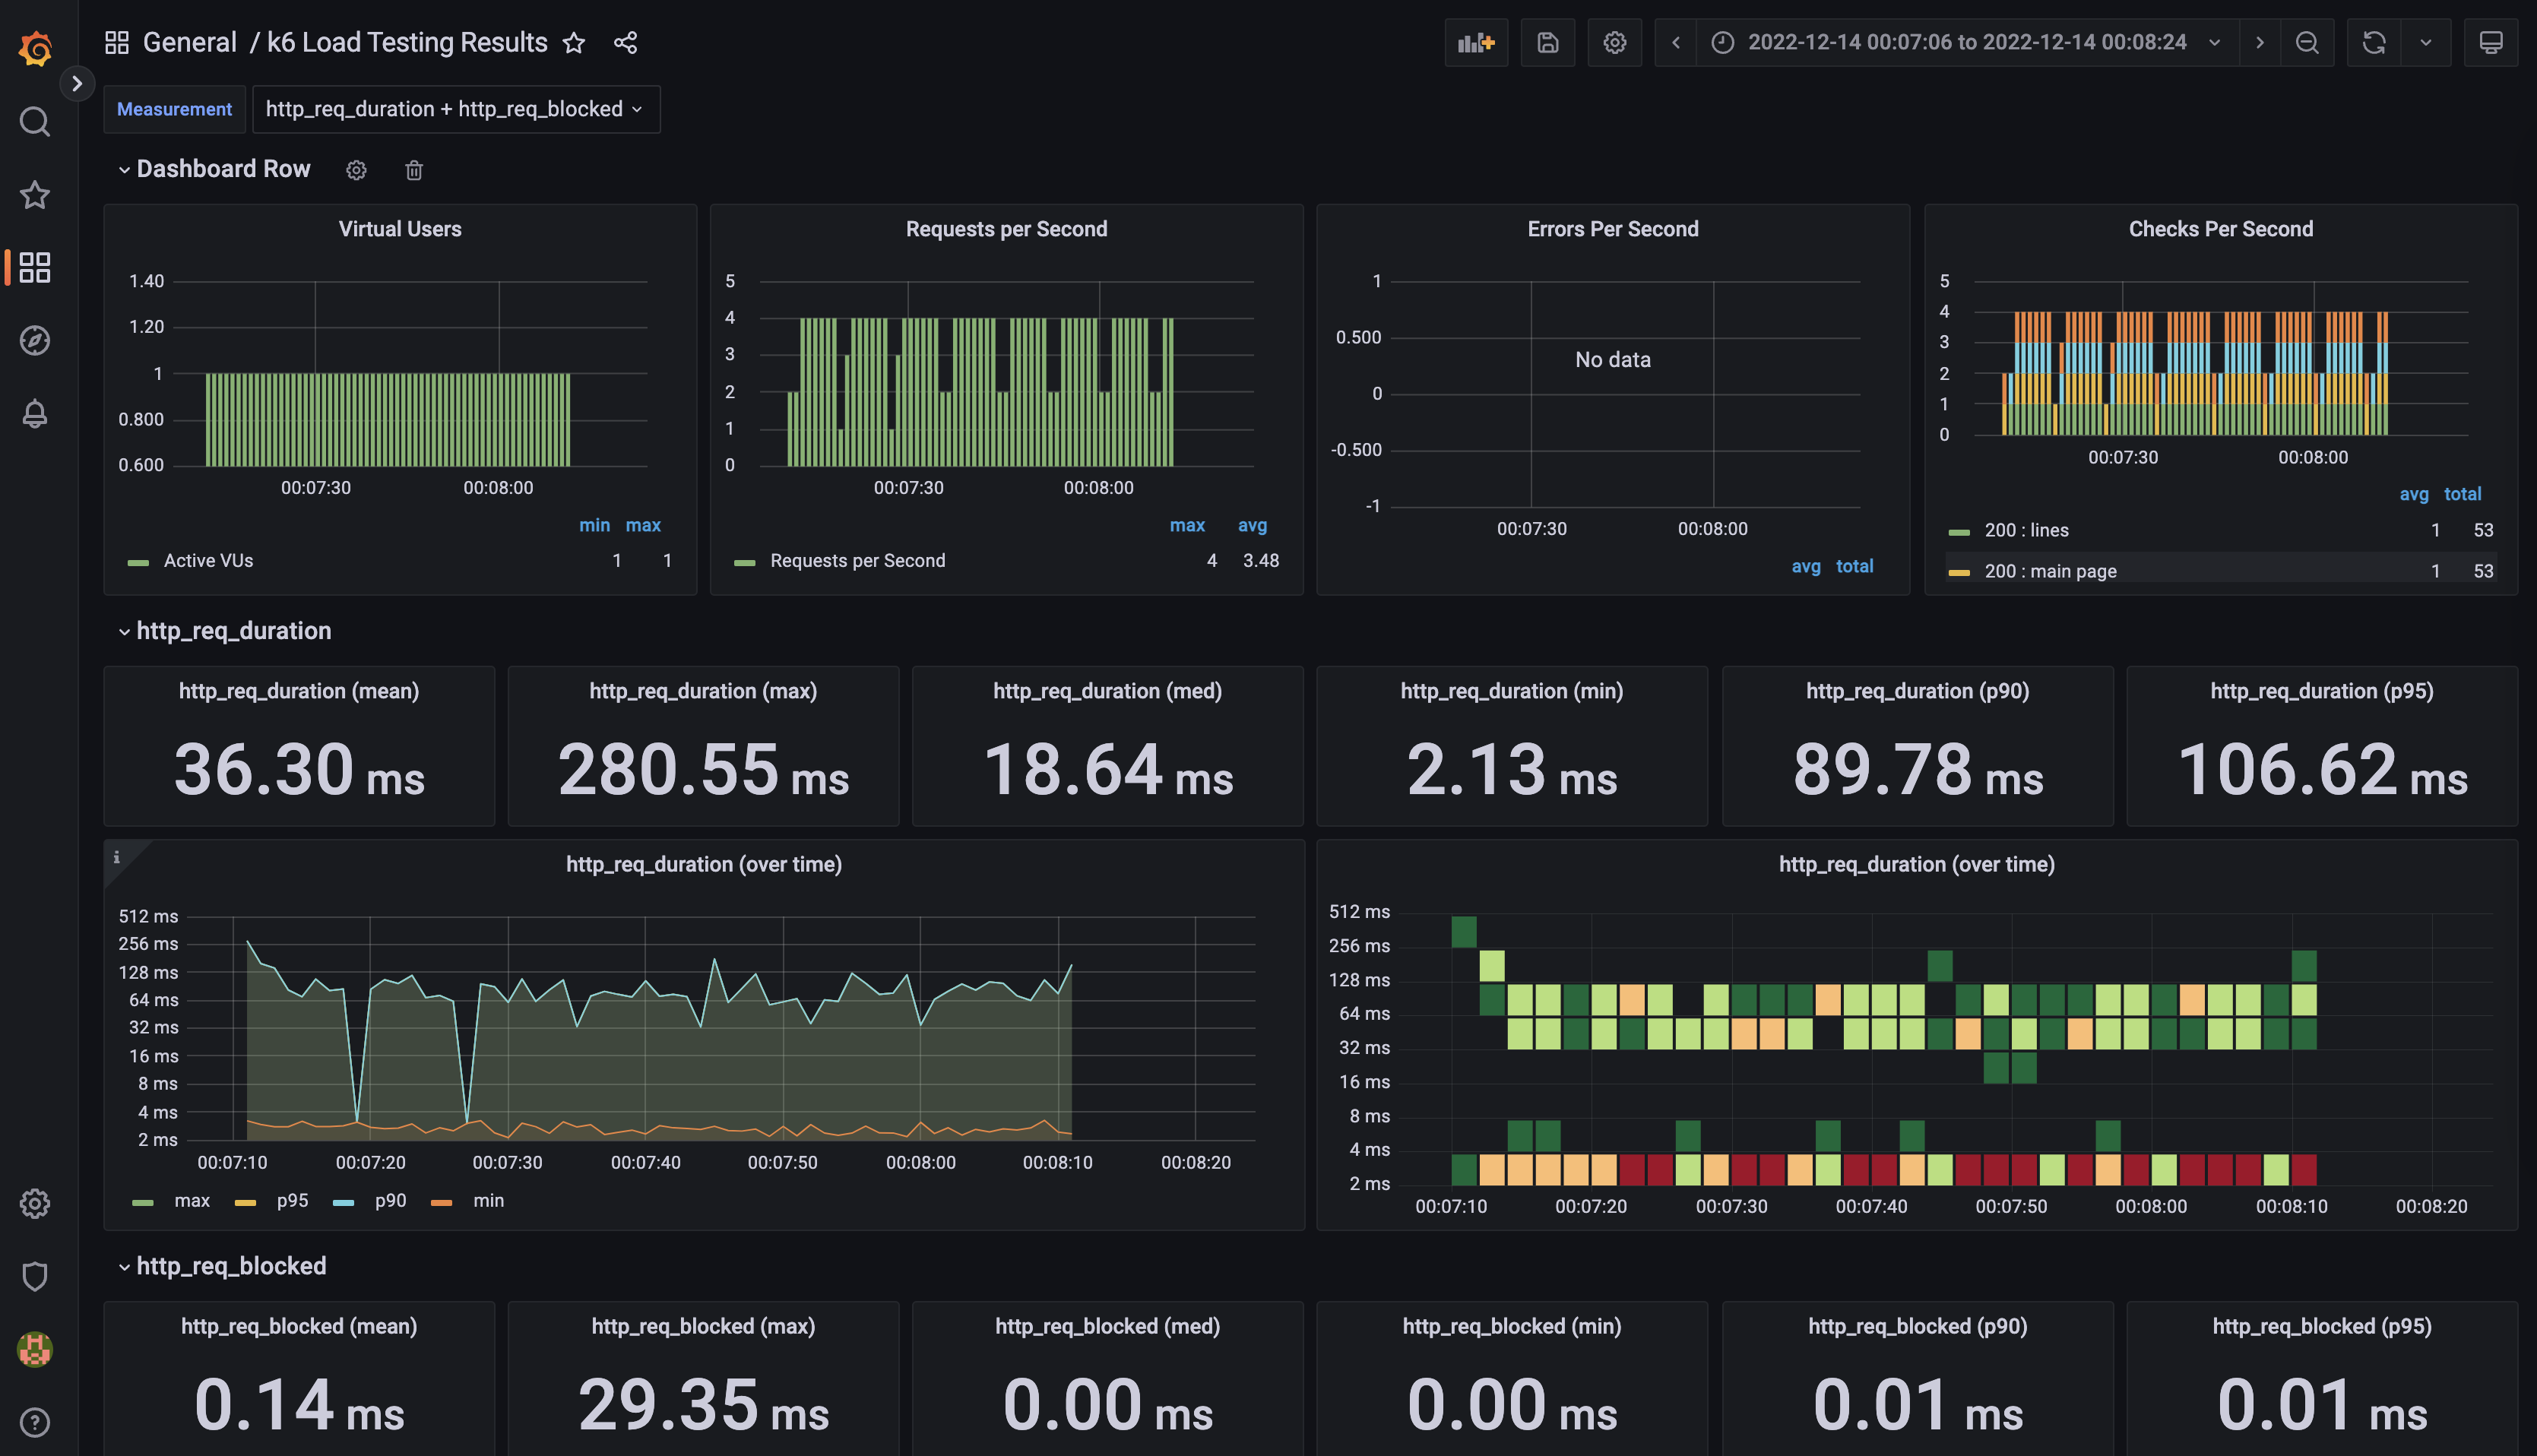 General / k6 Load Testing Results
2022-12-14 00:07:06 to 2022-12-14 00:08:24
Measurement http_req_duration + http_req_blocked
Dashboard Row
Virtual Users
1.40
1.20
1
0.800
0.600
00:07:30 00:08:00
min max
Active VUs 1 1
Requests per Second
5
4
3
2
1
0
00:07:30 00:08:00
max avg
Requests per Second 4 3.48
Errors Per Second
1
0.500
0
-0.500
-1
No data
00:07:30 00:08:00
avg total
Checks Per Second
5
4
3
2
1
0
00:07:30 00:08:00
avg total
200 : lines 1 53
200 : main page 1 53
http_req_duration
http_req_duration (mean)
36.30 ms
http_req_duration (max)
280.55 ms
http_req_duration (med)
18.64 ms
http_req_duration (min)
2.13 ms
http_req_duration (p90)
89.78 ms
http_req_duration (p95)
106.62 ms
http_req_duration (over time)
512 ms
256 ms
128 ms
64 ms
32 ms
16 ms
8 ms
4 ms
2 ms
00:07:10 00:07:20 00:07:30 00:07:40 00:07:50 00:08:00 00:08:10 00:08:20
max p95 p90 min
http_req_duration (over time)
512 ms
256 ms
128 ms
64 ms
32 ms
16 ms
8 ms
4 ms
2 ms
00:07:10 00:07:20 00:07:30 00:07:40 00:07:50 00:08:00 00:08:10 00:08:20
http_req_blocked
http_req_blocked (mean)
0.14 ms
http_req_blocked (max)
29.35 ms
http_req_blocked (med)
0.00 ms
http_req_blocked (min)
0.00 ms
http_req_blocked (p90)
0.01 ms
http_req_blocked (p95)
0.01 ms